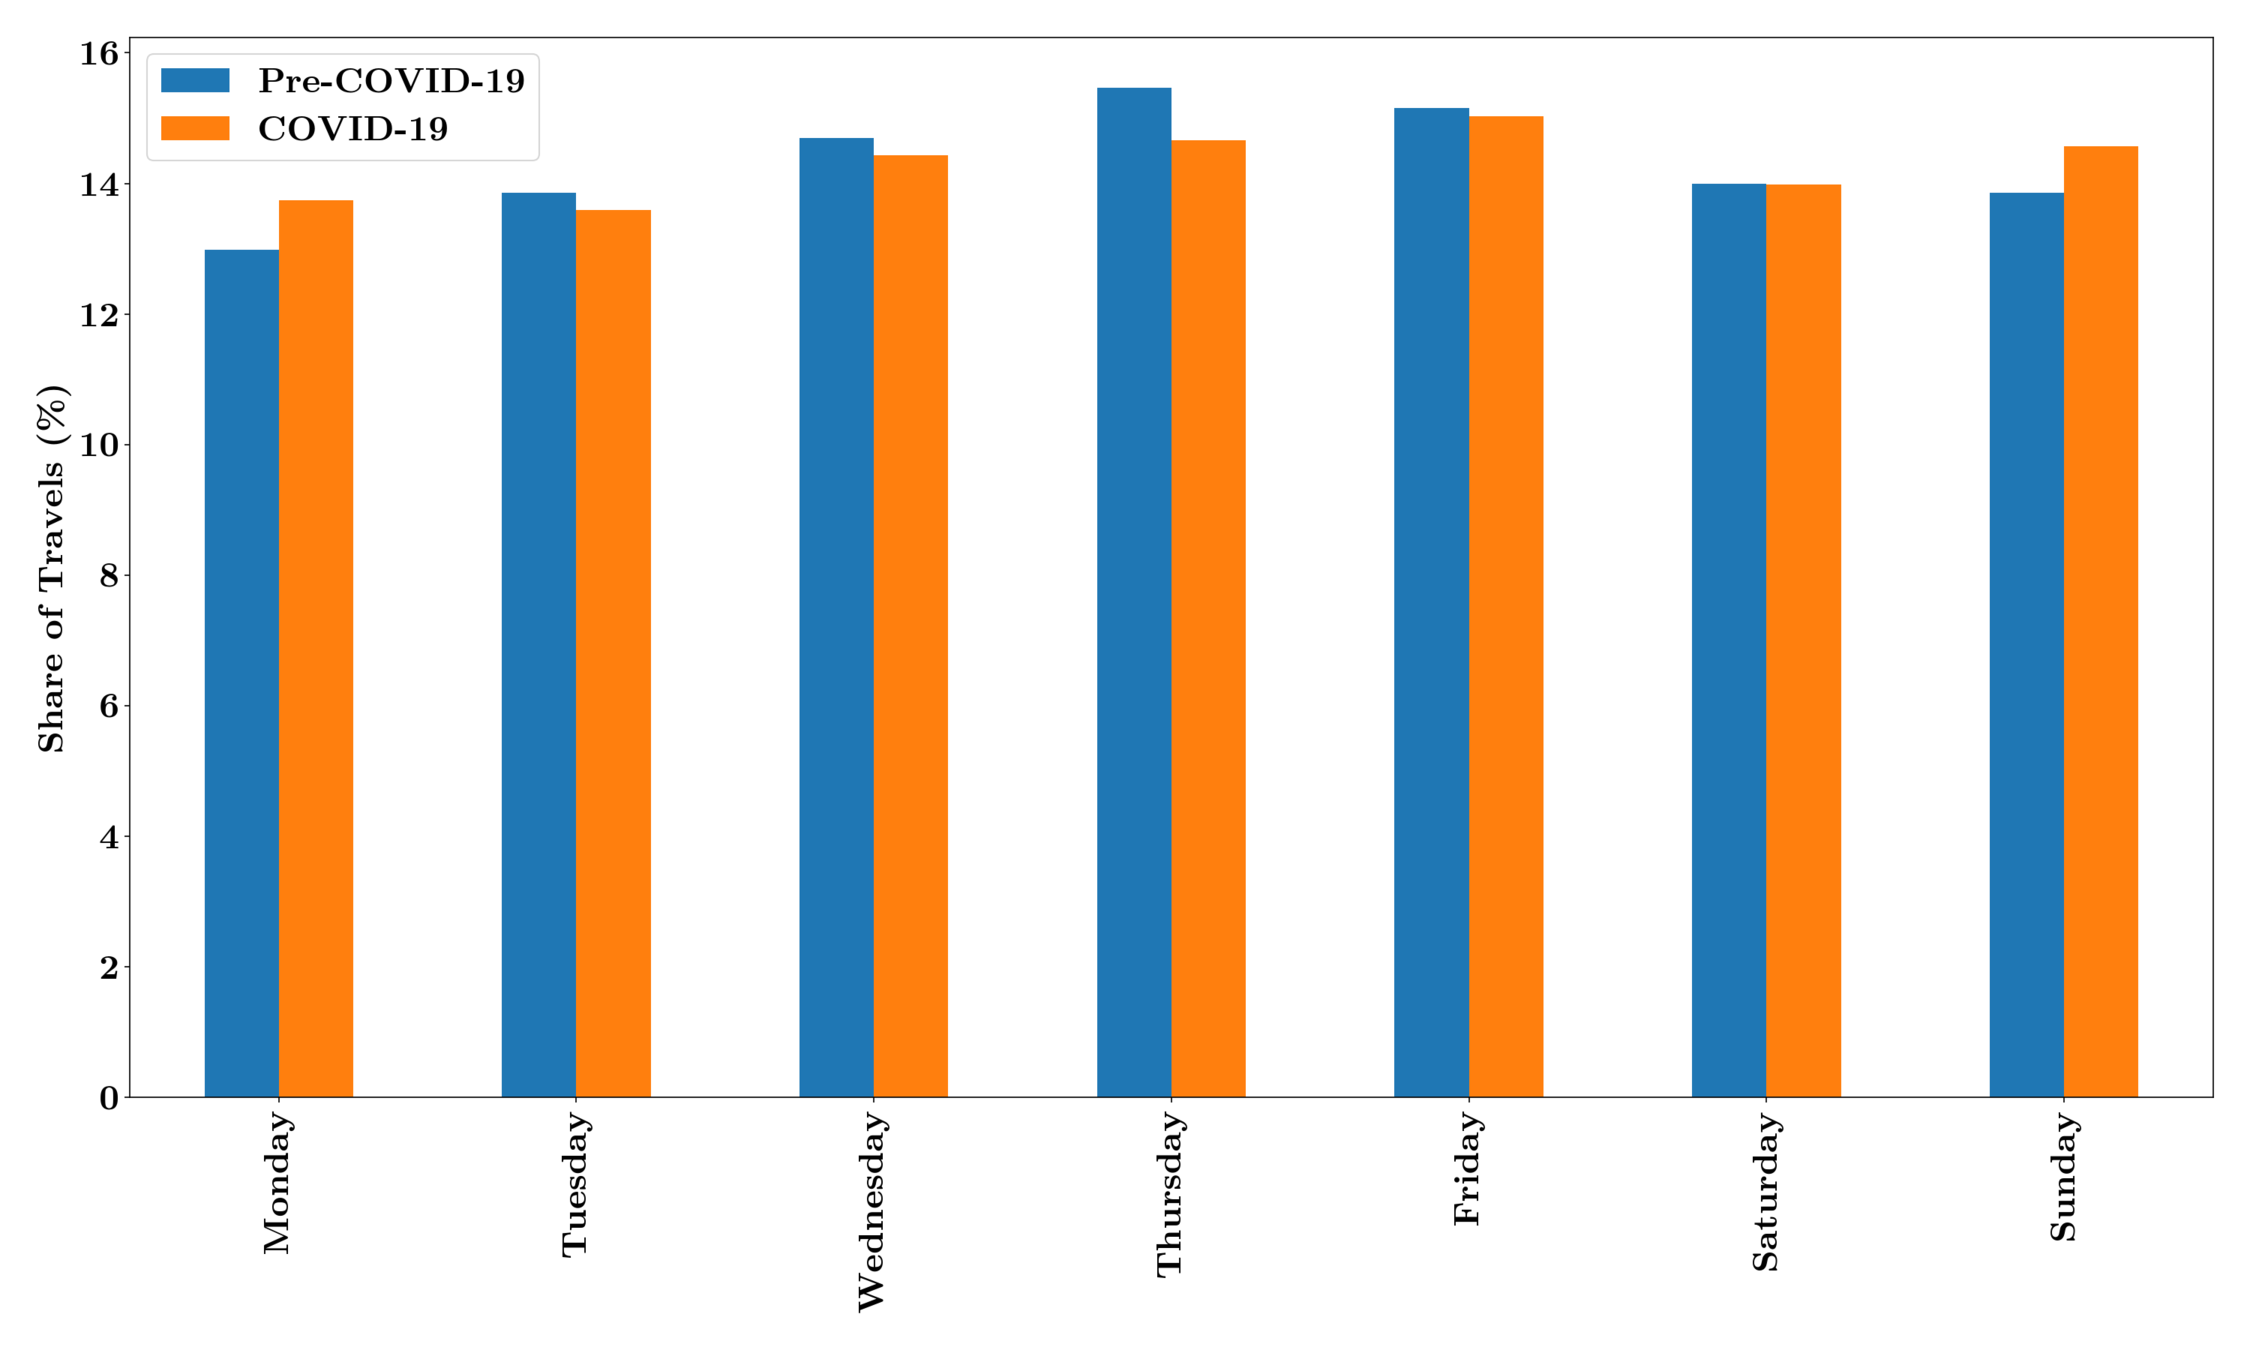 Pre-COVID-19
COVID-19
Share of Travels (%)
16
14
12
10
8
6
4
2
0
Monday
Tuesday
Wednesday
Thursday
Friday
Saturday
Sunday